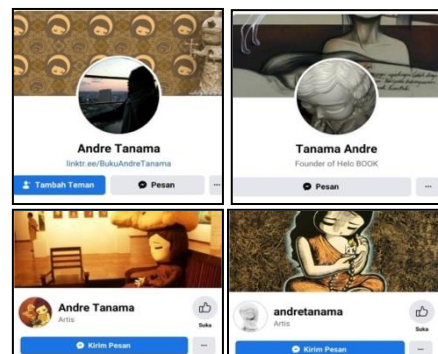 Andre Tanama
linktr.ee/BukuAndreTanama
Tambah Teman
Pesan
...
Tanama Andre
Founder of Helo BOOK
Pesan
...
Andre Tanama
Artis
Suka
Kirim Pesan
...
andretanama
Artis
Suka
Kirim Pesan
...